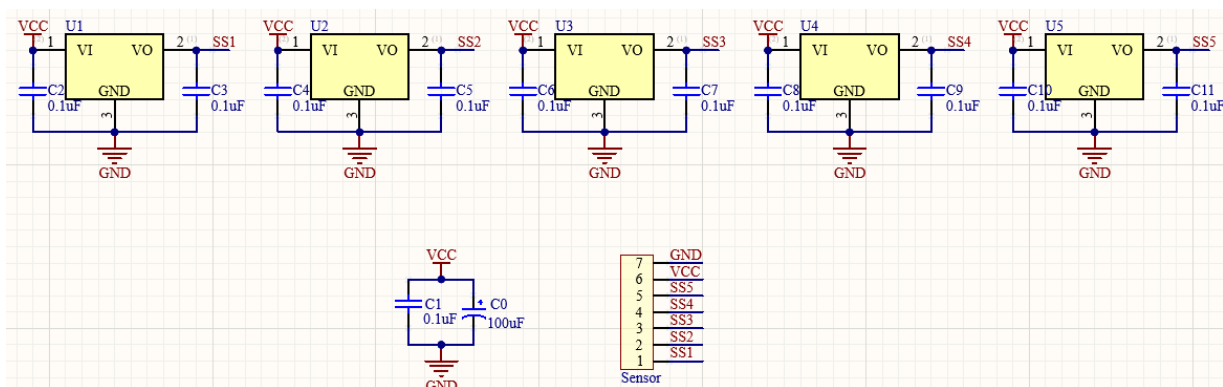 VCC U1 VCC U2 VCC U3 VCC U4 VCC U5
1 VI VO 2 (1) SS1 1 VI VO 2 (1) SS2 1 VI VO 2 (1) SS3 1 VI VO 2 (1) SS4 1 VI VO 2 (1) SS5
C2 GND C3 C4 GND C5 C6 GND C7 C8 GND C9 C10 GND C11
0.1uF 0.1uF 0.1uF 0.1uF 0.1uF 0.1uF 0.1uF 0.1uF 0.1uF 0.1uF
3 3 3 3 3
GND GND GND GND GND
VCC
C1 C0
0.1uF 100uF
GND
7 GND
6 VCC
5 SS5
4 SS4
3 SS3
2 SS2
1 SS1
Sensor